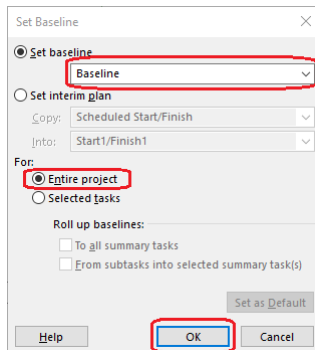 Set Baseline
Set baseline
Baseline
Set interim plan
Copy: Scheduled Start/Finish
Into: Start1/Finish1
For:
Entire project
Selected tasks
Roll up baselines:
To all summary tasks
From subtasks into selected summary task(s)
Set as Default
Help OK Cancel